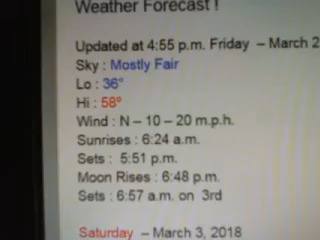 Weather Forecast !
Updated at 4:55 p.m. Friday – March 2
Sky : Mostly Fair
Lo : 36°
Hi : 58º
Wind : N – 10 – 20 m.p.h.
Sunrises : 6:24 a.m.
Sets : 5:51 p.m.
Moon Rises : 6:48 p.m.
Sets : 6:57 a.m. on 3rd
Saturday – March 3, 2018